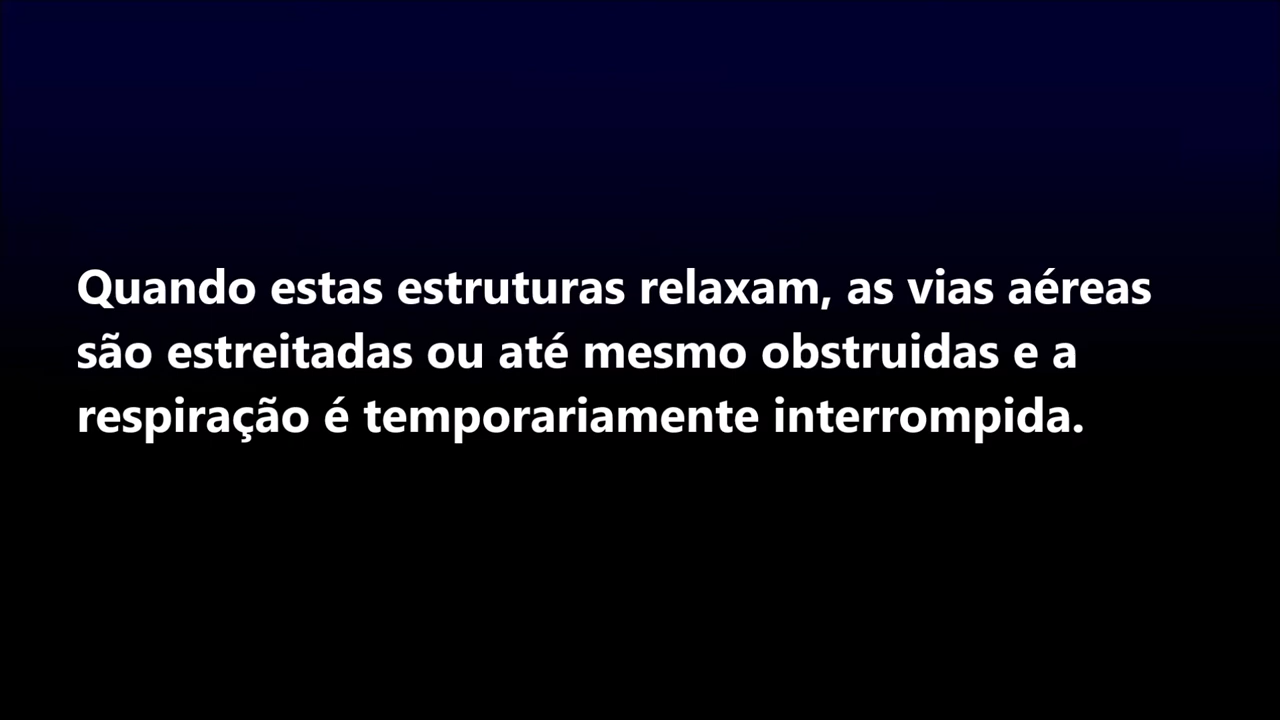 Quando estas estruturas relaxam, as vias aéreas
são estreitadas ou até mesmo obstruidas e a
respiração é temporariamente interrompida.